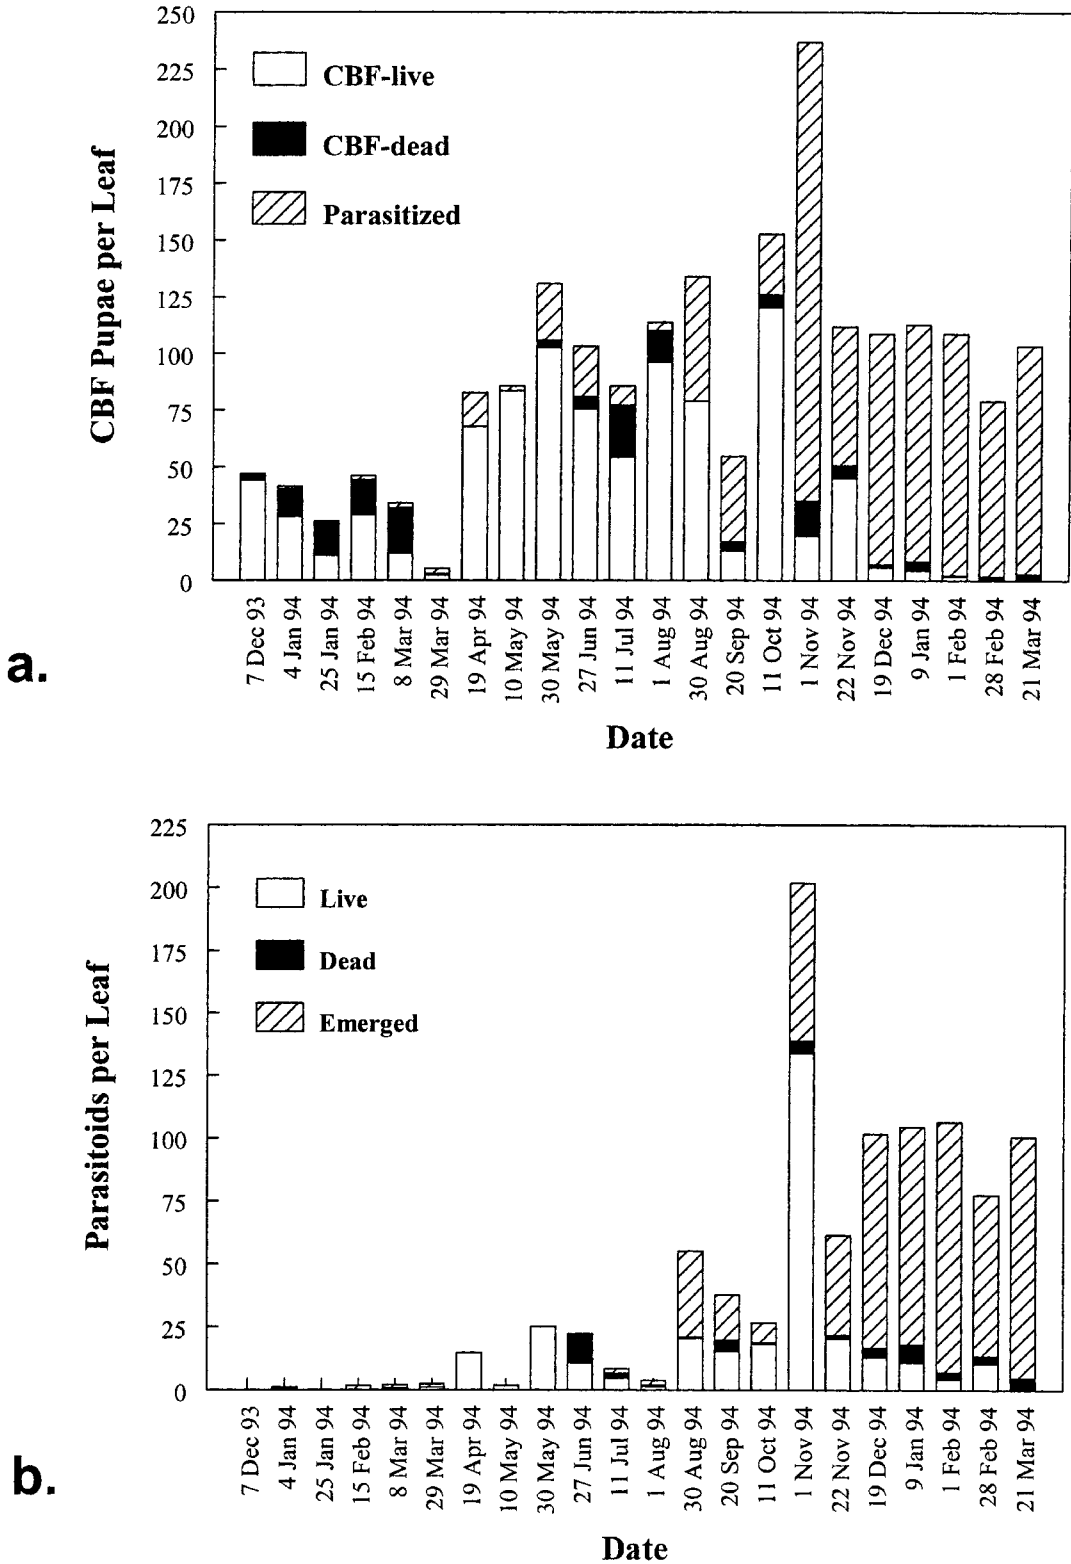 250
225
200
175
150
125
100
75
50
25
0
CBF Pupae per Leaf
CBF-live
CBF-dead
Parasitized
7 Dec 93
4 Jan 94
25 Jan 94
15 Feb 94
8 Mar 94
29 Mar 94
19 Apr 94
10 May 94
30 May 94
27 Jun 94
11 Jul 94
1 Aug 94
30 Aug 94
20 Sep 94
11 Oct 94
1 Nov 94
22 Nov 94
19 Dec 94
9 Jan 94
1 Feb 94
28 Feb 94
21 Mar 94
a.
Date
225
200
175
150
125
100
75
50
25
0
Parasitoids per Leaf
Live
Dead
Emerged
7 Dec 93
4 Jan 94
25 Jan 94
15 Feb 94
8 Mar 94
29 Mar 94
19 Apr 94
10 May 94
30 May 94
27 Jun 94
11 Jul 94
1 Aug 94
30 Aug 94
20 Sep 94
11 Oct 94
1 Nov 94
22 Nov 94
19 Dec 94
9 Jan 94
1 Feb 94
28 Feb 94
21 Mar 94
b.
Date